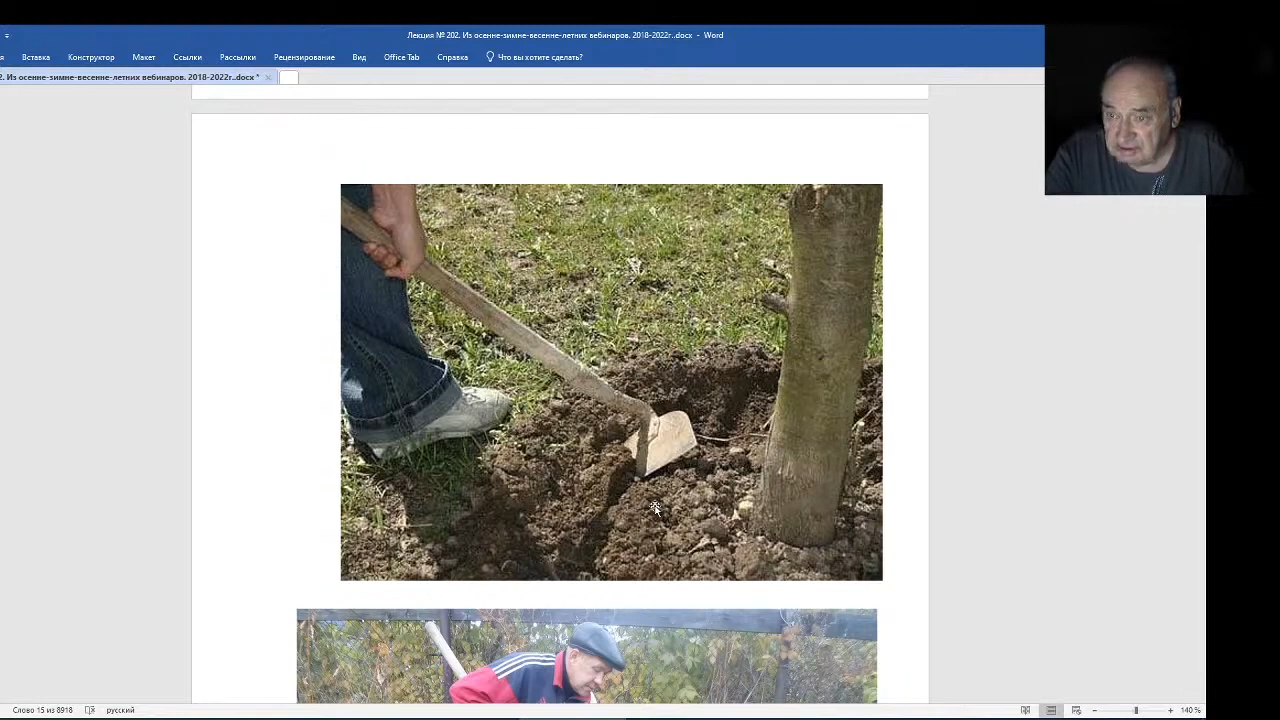 Лекция № 202. Из осенне-зимне-весенне-летних вебинаров. 2018-2022г..docx - Word
я Вставка Конструктор Макет Ссылки Рассылки Рецензирование Вид Office Tab Справка Что вы хотите сделать?
2. Из осенне-зимне-весенне-летних вебинаров. 2018-2022г..docx *
Слово 15 из 8918 русский 140 %